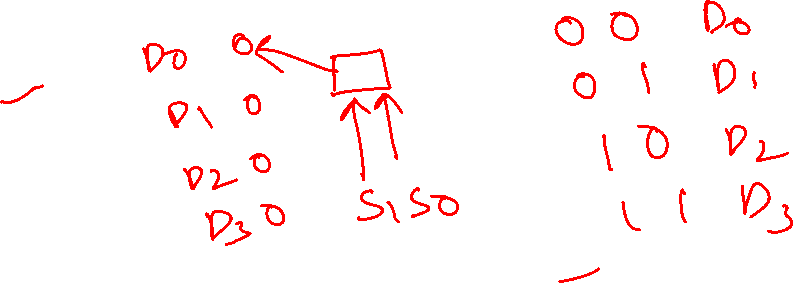 D0 0
D1 0
D2 0
D3 0
S1 S0
0 0 D0
0 1 D1
1 0 D2
1 1 D3